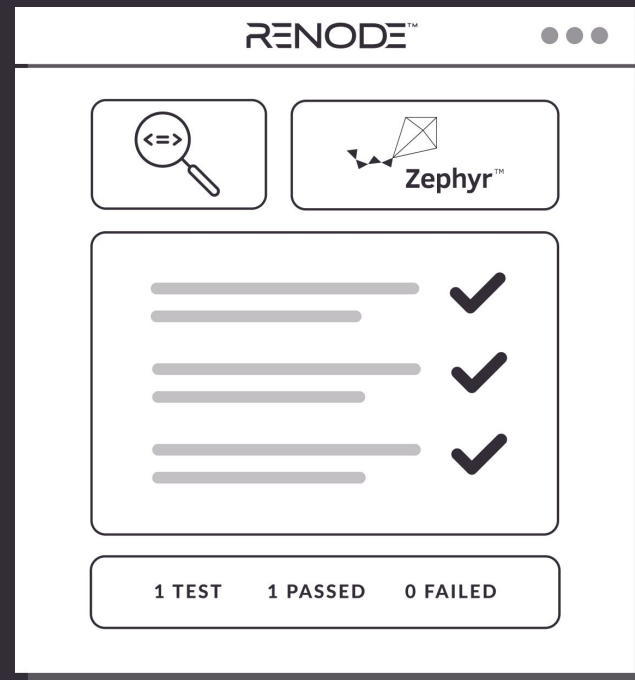 RENODE™
<=>
Zephyr™
1 TEST 1 PASSED 0 FAILED